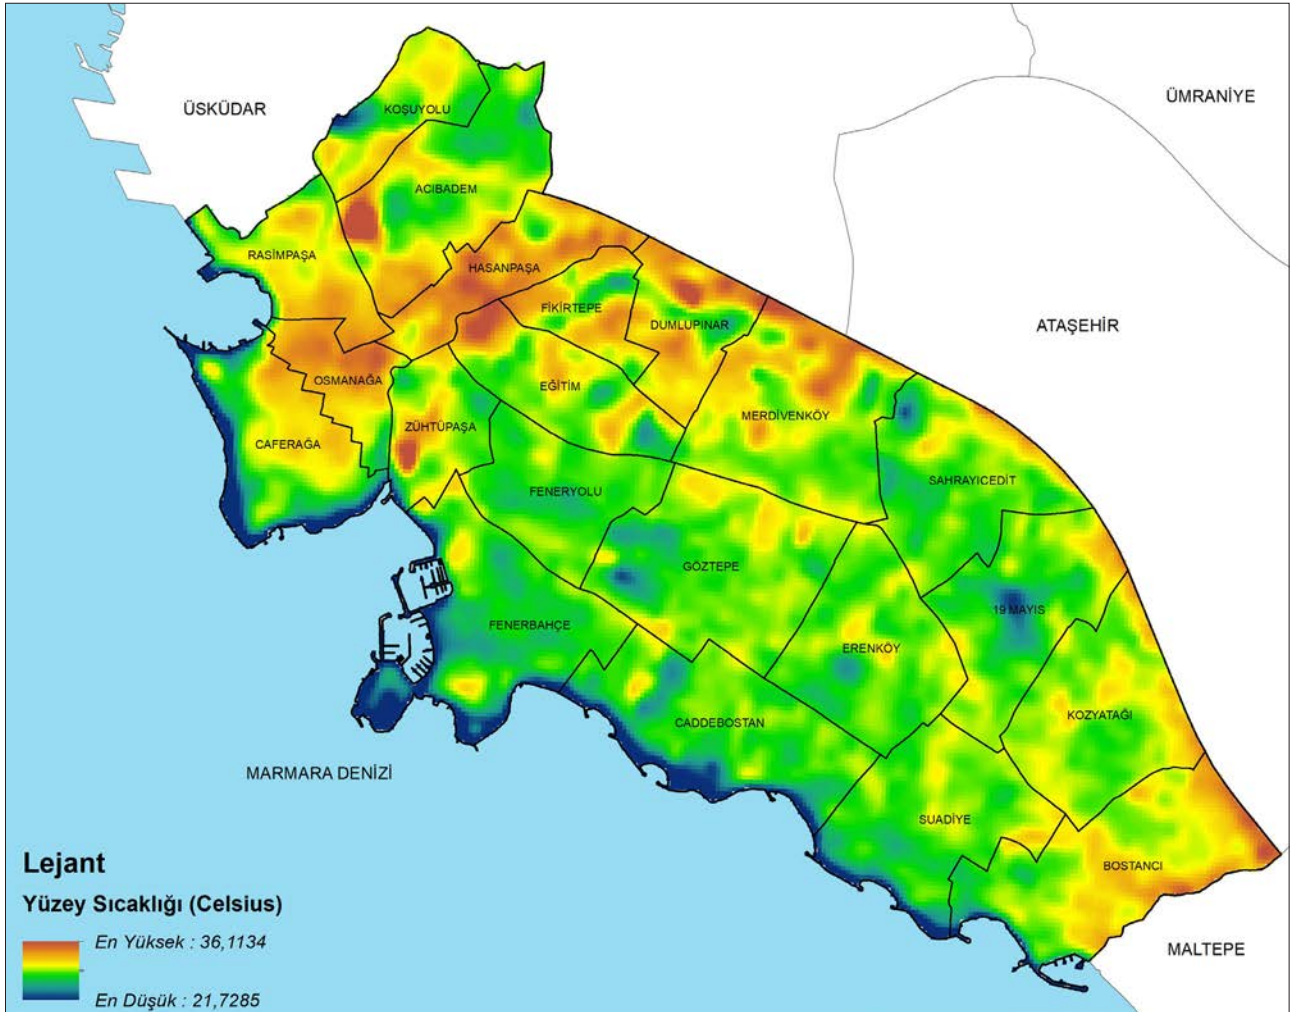 ÜSKÜDAR
ÜMRANİYE
KOŞUYOLU
ACIBADEM
RASİMPAŞA
HASANPAŞA
FİKİRTEPE
DUMLUPINAR
ATAŞEHİR
OSMANAĞA
EĞİTİM
MERDİVENKÖY
ZÜHTÜPAŞA
CAFERAĞA
SAHRAYICEDİT
FENERYOLU
GÖZTEPE
19 MAYIS
FENERBAHÇE
ERENKÖY
KOZYATAĞI
CADDEBOSTAN
MARMARA DENİZİ
SUADİYE
BOSTANCI
MALTEPE
Lejant
Yüzey Sıcaklığı (Celsius)
En Yüksek : 36,1134
En Düşük : 21,7285